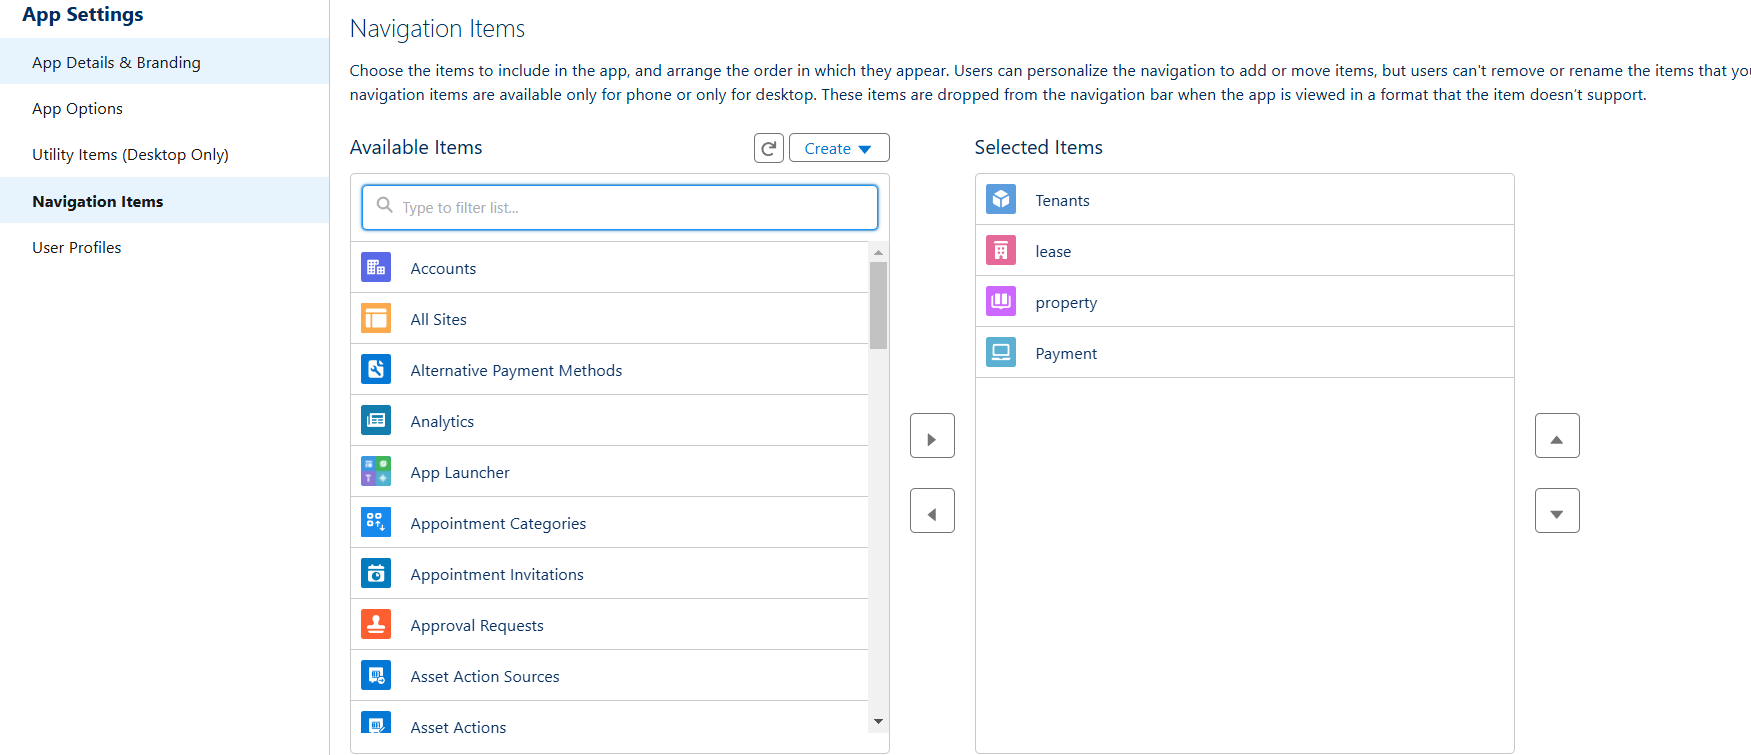 App Settings
App Details & Branding
App Options
Utility Items (Desktop Only)
Navigation Items
User Profiles
Navigation Items
Choose the items to include in the app, and arrange the order in which they appear. Users can personalize the navigation to add or move items, but users can't remove or rename the items that
navigation items are available only for phone or only for desktop. These items are dropped from the navigation bar when the app is viewed in a format that the item doesn't support.
Available Items
Create
Type to filter list...
Accounts
All Sites
Alternative Payment Methods
Analytics
App Launcher
Appointment Categories
Appointment Invitations
Approval Requests
Asset Action Sources
Asset Actions
Selected Items
Tenants
lease
property
Payment